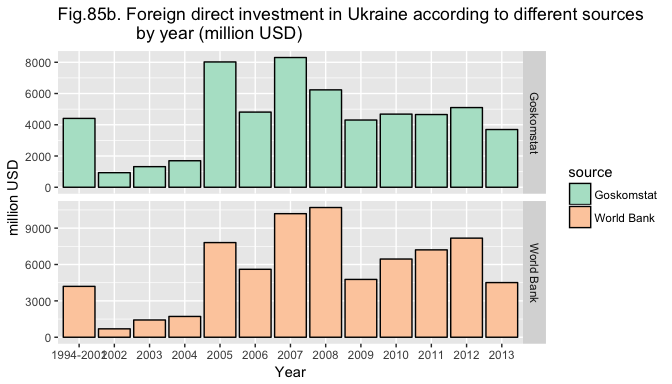 Fig.85b. Foreign direct investment in Ukraine according to different sources
by year (million USD)
million USD
8000
6000
4000
2000
0
Goskomstat
9000
6000
3000
0
World Bank
1994-2001 2002 2003 2004 2005 2006 2007 2008 2009 2010 2011 2012 2013
Year
source
Goskomstat
World Bank